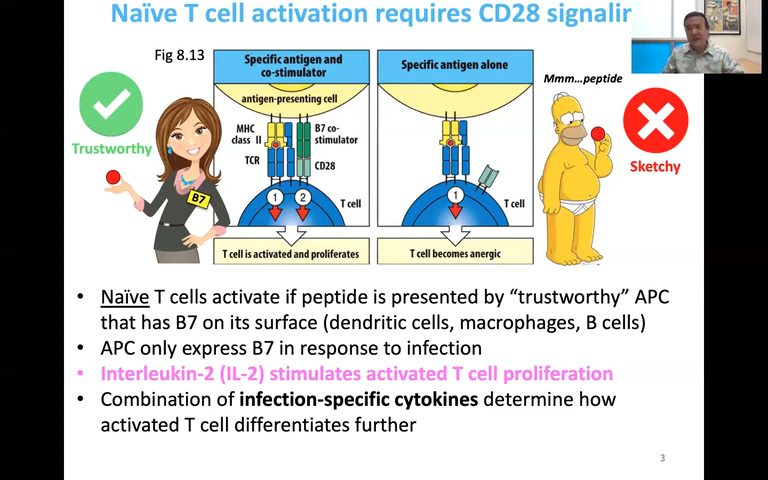 Naïve T cell activation requires CD28
Fig 8.13
Specific antigen and
co-stimulator
Specific antigen alone
Mmm...peptide
antigen-presenting cell
MHC
class II
B7 co-
stimulator
TCR
CD28
Trustworthy
Sketchy
B7
1
2
T cell
1
T cell
T cell is activated and proliferates
T cell becomes anergic
• Naïve T cells activate if peptide is presented by “trustworthy” APC
that has B7 on its surface (dendritic cells, macrophages, B cells)
• APC only express B7 in response to infection
• Interleukin-2 (IL-2) stimulates activated T cell proliferation
• Combination of infection-specific cytokines determine how
activated T cell differentiates further
3